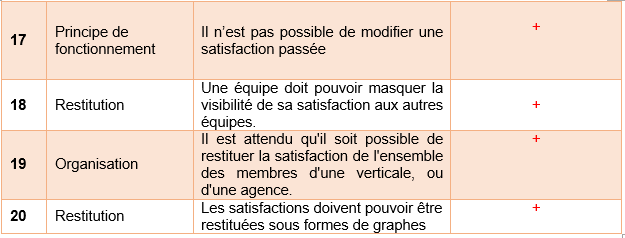 17 Principe de fonctionnement Il n’est pas possible de modifier une satisfaction passée +
18 Restitution Une équipe doit pouvoir masquer la visibilité de sa satisfaction aux autres équipes. +
19 Organisation Il est attendu qu'il soit possible de restituer la satisfaction de l'ensemble des membres d'une verticale, ou d'une agence. +
20 Restitution Les satisfactions doivent pouvoir être restituées sous formes de graphes +